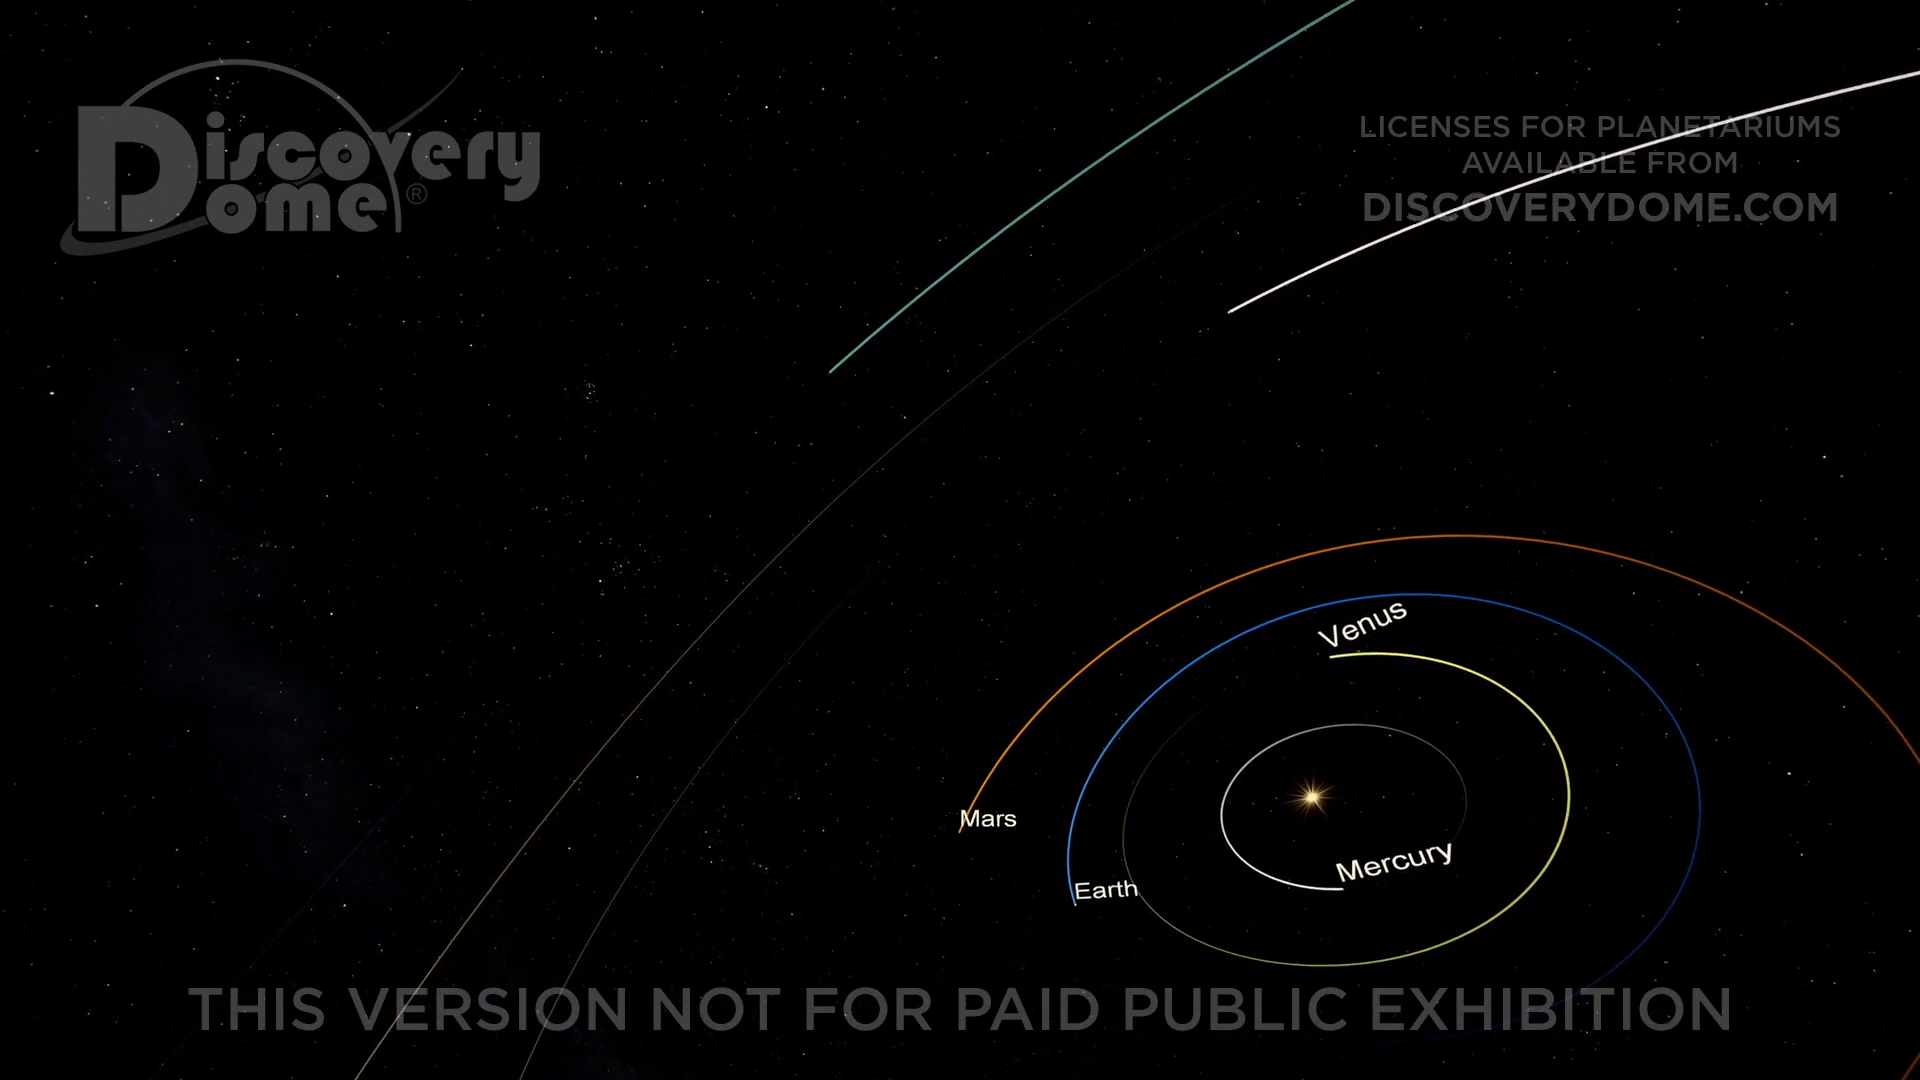 Discovery
Dome®
LICENSES FOR PLANETARIUMS
AVAILABLE FROM
DISCOVERYDOME.COM
Venus
Mars
Mercury
Earth
THIS VERSION NOT FOR PAID PUBLIC EXHIBITION